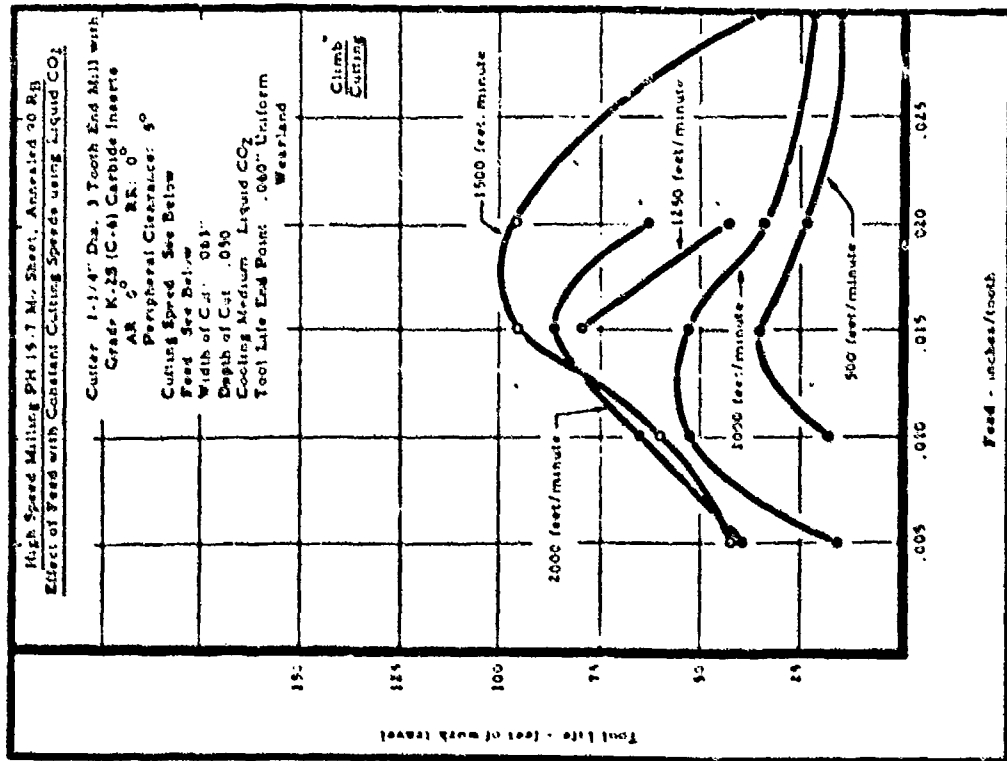 High Speed Milling PH 15-7 Mo Sheet, Annealed 90 RB
Effect of Feed with Constant Cutting Speeds using Liquid CO2
Cutter 1-1/4" Dia. 3 Tooth End Mill with
Grade K-2S (C-6) Carbide Inserts
AR 0° RR: 0°
Peripheral Clearance: 5°
Cutting Speed See Below
Feed See Below
Width of Cut
Depth of Cut .050
Cooling Medium Liquid CO2
Tool Life End Point .060" Uniform
Wearland
Climb
Cutting
1500 feet/minute
1250 feet/minute
2000 feet/minute
1000 feet/minute
500 feet/minute
150
125
100
75
50
25
Tool Life - feet of work travel
.005
.010
.015
.020
.025
Feed - inches/tooth